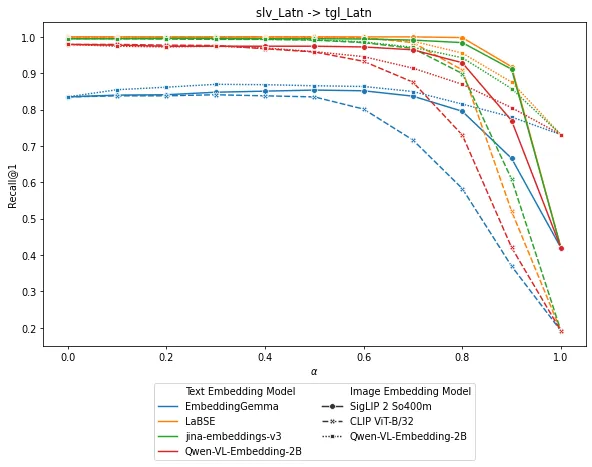 slv_Latn -> tgl_Latn
Recall@1
1.0
0.9
0.8
0.7
0.6
0.5
0.4
0.3
0.2
0.0 0.2 0.4 0.6 0.8 1.0
α
Text Embedding Model Image Embedding Model
EmbeddingGemma SigLIP 2 So400m
LaBSE CLIP ViT-B/32
jina-embeddings-v3 Qwen-VL-Embedding-2B
Qwen-VL-Embedding-2B